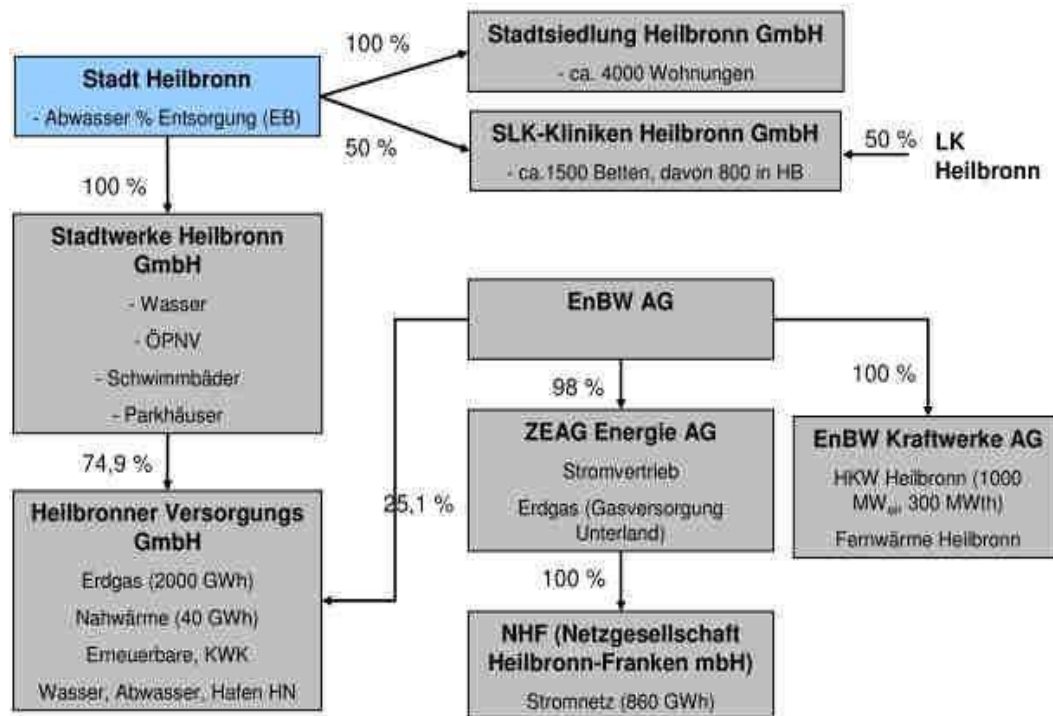 100 %
Stadtsiedlung Heilbronn GmbH
- ca. 4000 Wohnungen
Stadt Heilbronn
- Abwasser % Entsorgung (EB)
50 %
SLK-Kliniken Heilbronn GmbH
- ca.1500 Betten, davon 800 in HB
50 %
LK
Heilbronn
100 %
Stadtwerke Heilbronn
GmbH
- Wasser
- ÖPNV
- Schwimmbäder
- Parkhäuser
EnBW AG
98 %
100 %
ZEAG Energie AG
Stromvertrieb
Erdgas (Gasversorgung
Unterland)
EnBW Kraftwerke AG
HKW Heilbronn (1000
MW 300 MWth)
Fernwärme Heilbronn
74,9 %
25,1 %
Heilbronner Versorgungs
GmbH
Erdgas (2000 GWh)
Nahwärme (40 GWh)
Erneuerbare, KWK
Wasser, Abwasser, Hafen HN
100 %
NHF (Netzgesellschaft
Heilbronn-Franken mbH)
Stromnetz (860 GWh)